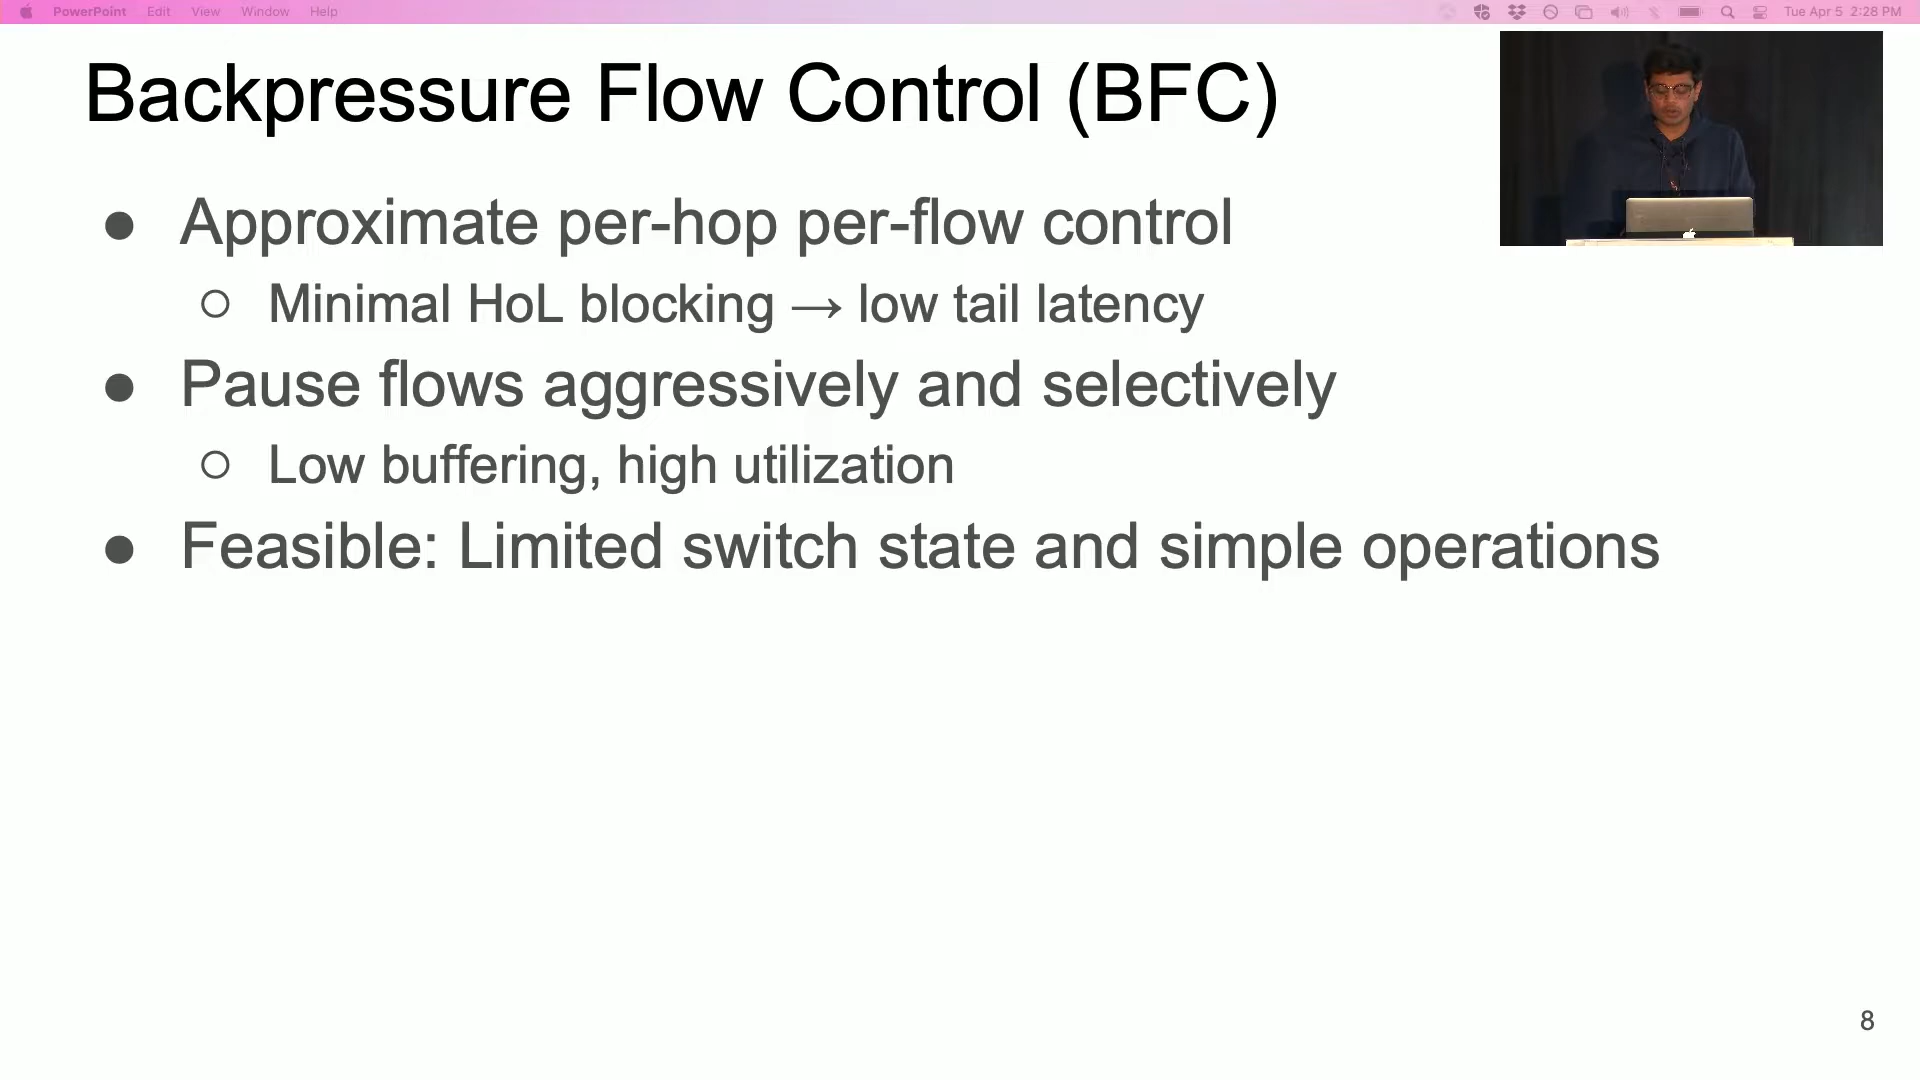 PowerPoint Edit View Window Help Tue Apr 5 2:28 PM
Backpressure Flow Control (BFC)
● Approximate per-hop per-flow control
○ Minimal HoL blocking → low tail latency
● Pause flows aggressively and selectively
○ Low buffering, high utilization
● Feasible: Limited switch state and simple operations
8